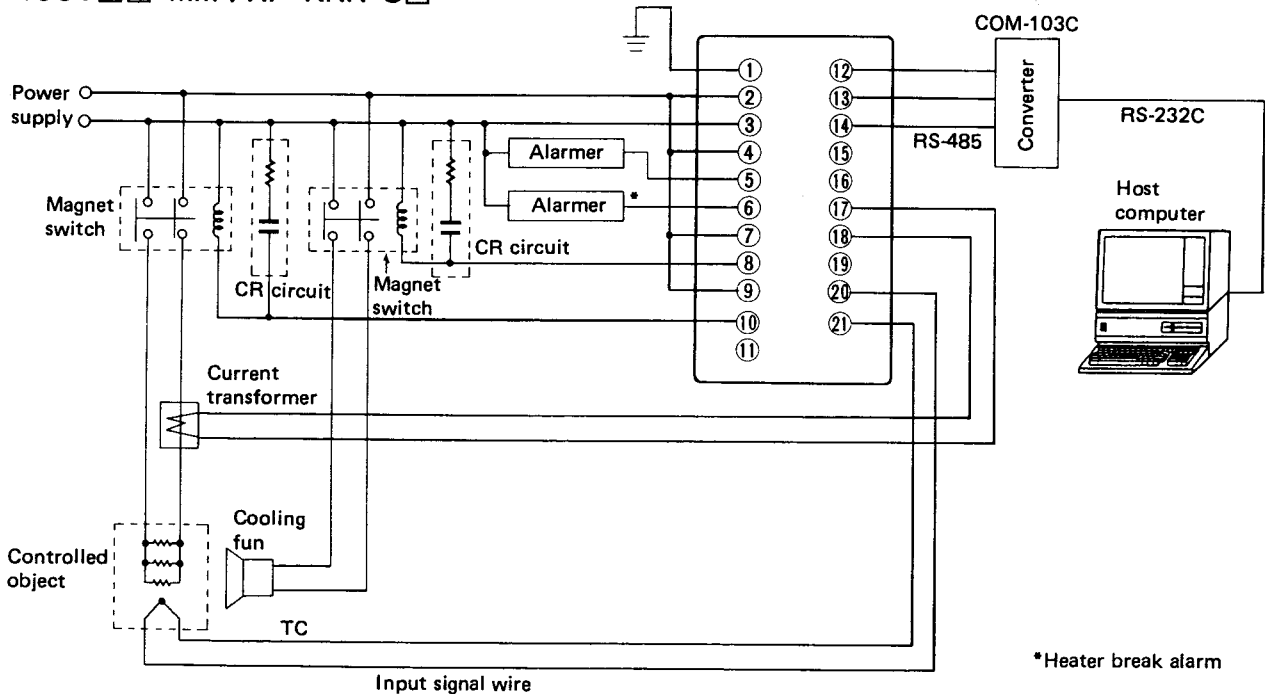 COM-103C
Power
supply
Converter
RS-232C
RS-485
Alarmer
Alarmer *
Magnet
switch
CR circuit
CR circuit
Magnet
switch
Host
computer
1
2
3
4
5
6
7
8
9
10
11
12
13
14
15
16
17
18
19
20
21
Current
transformer
Cooling
fun
Controlled
object
TC
Input signal wire
*Heater break alarm